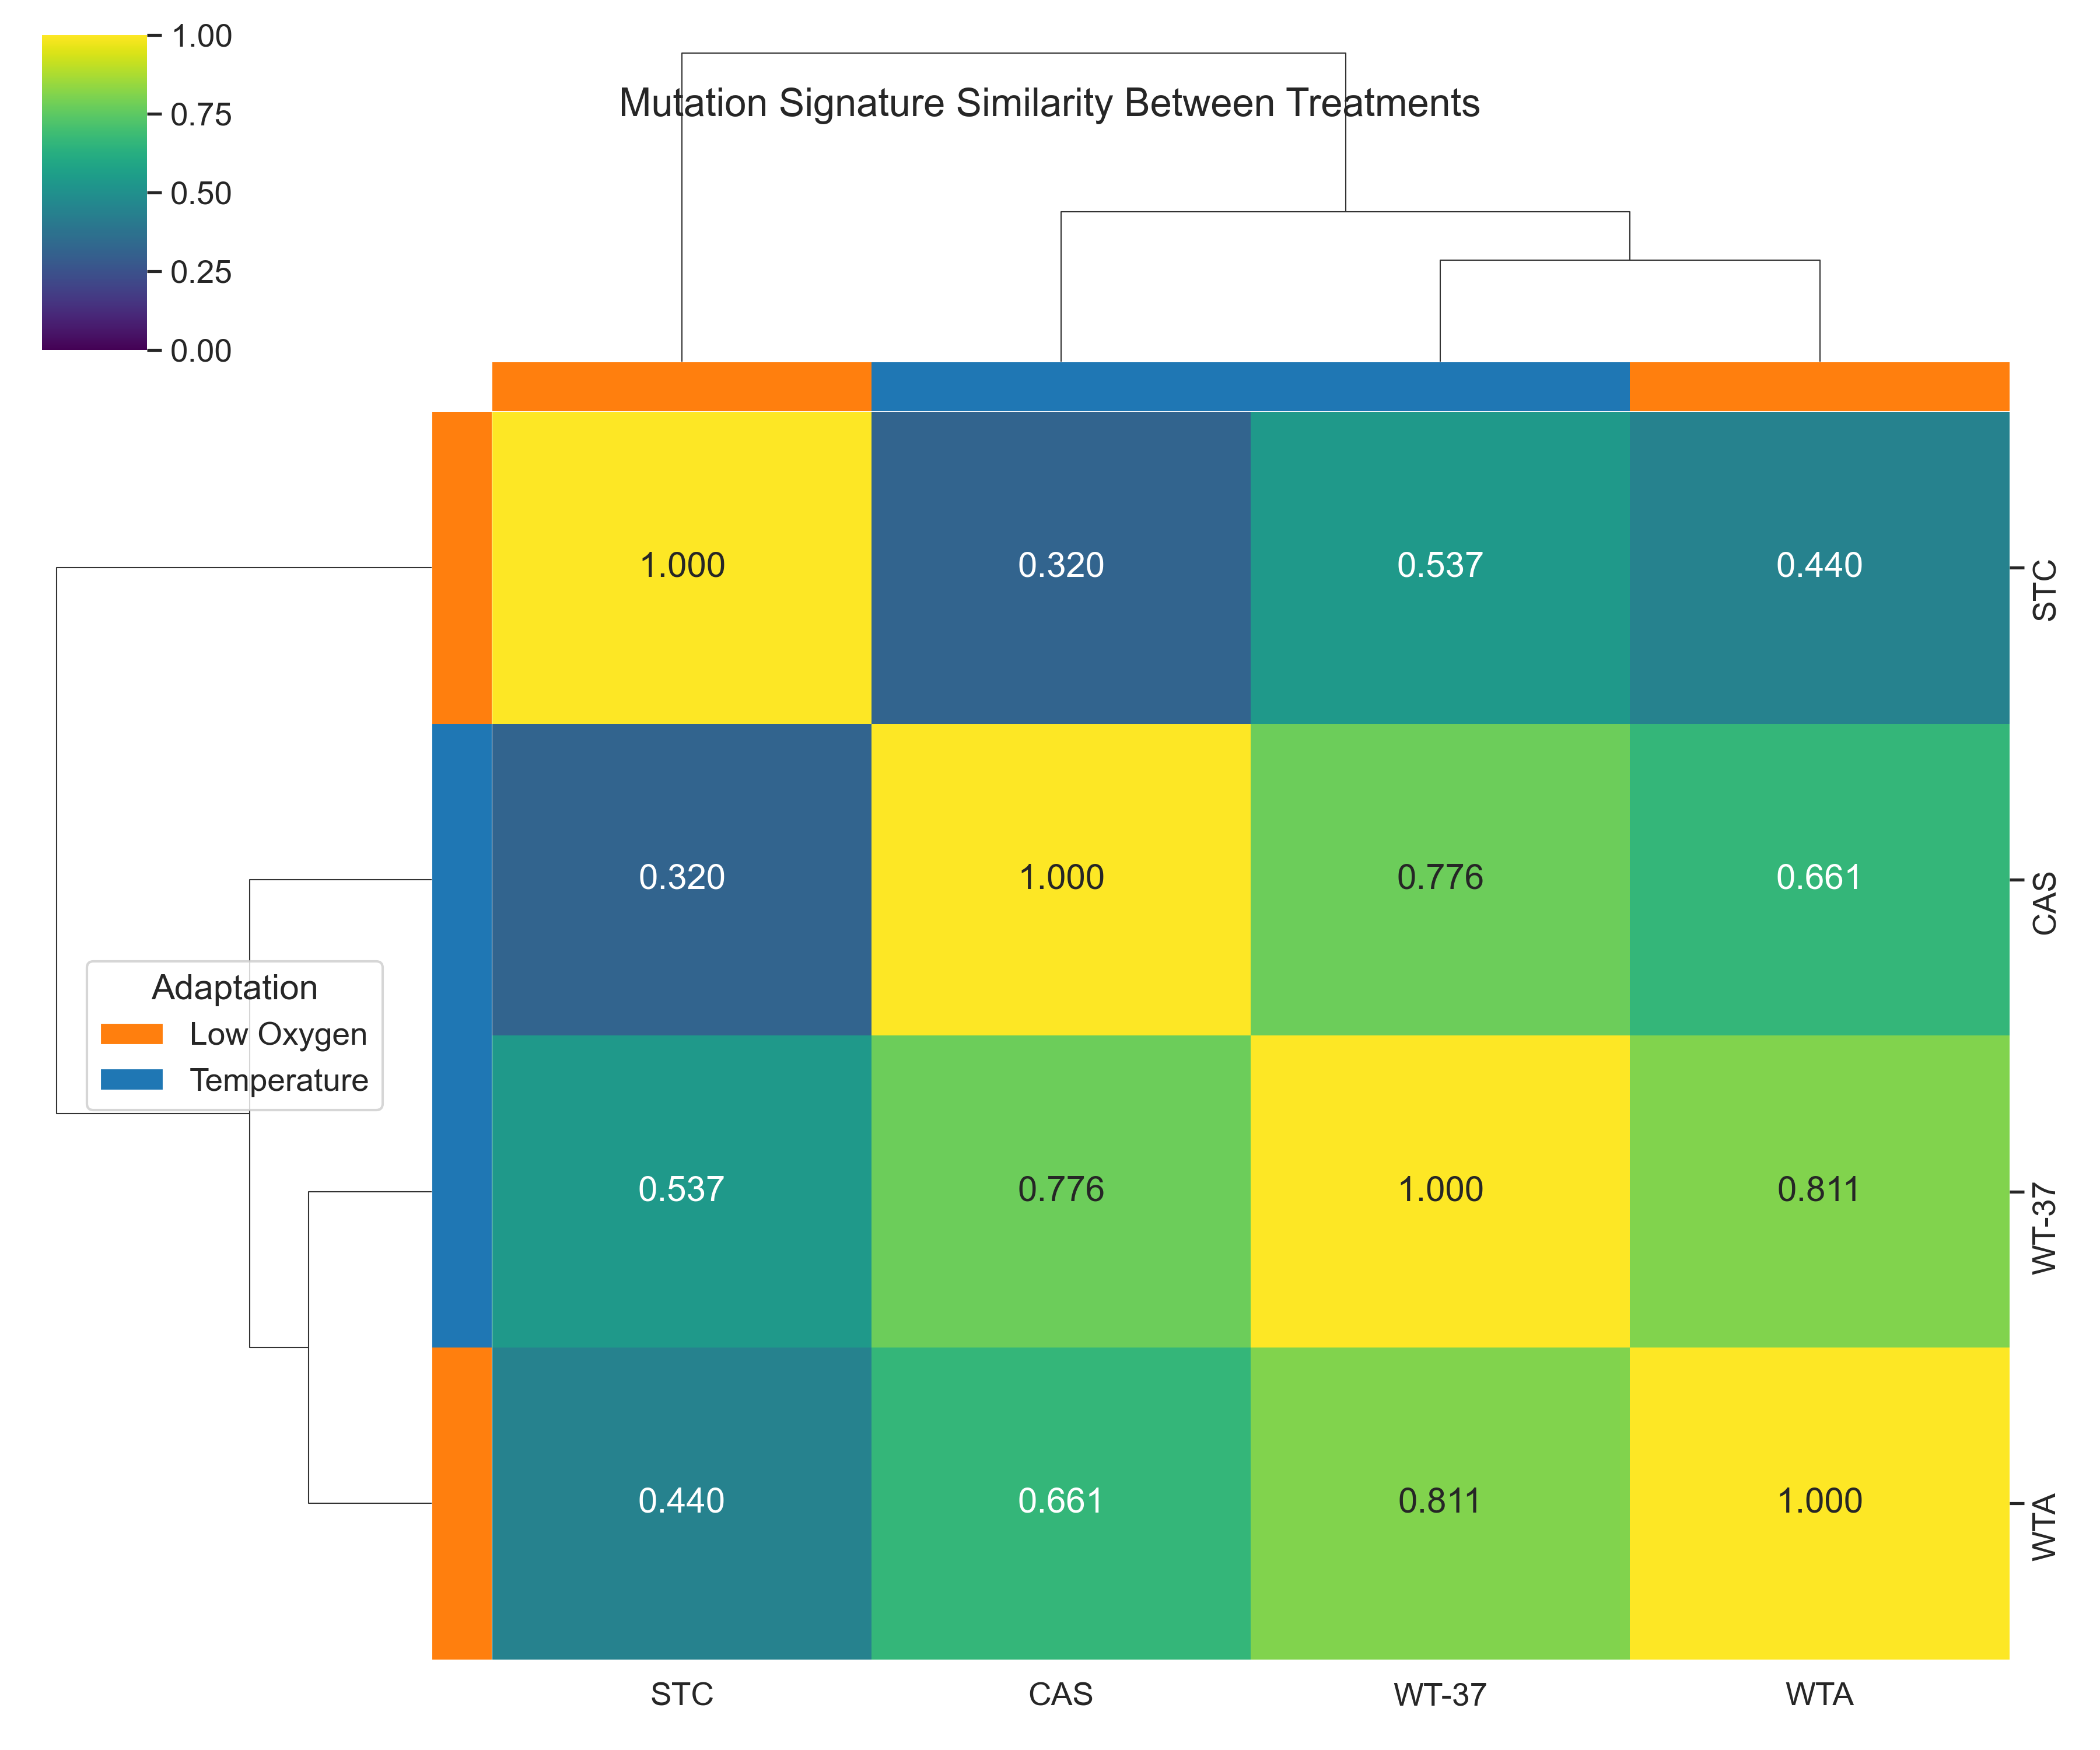 1.00
0.75
0.50
0.25
0.00
Mutation Signature Similarity Between Treatments
1.000 0.320 0.537 0.440 STC
0.320 1.000 0.776 0.661 CAS
Adaptation
Low Oxygen
Temperature
0.537 0.776 1.000 0.811 WT-37
0.440 0.661 0.811 1.000 WTA
STC CAS WT-37 WTA